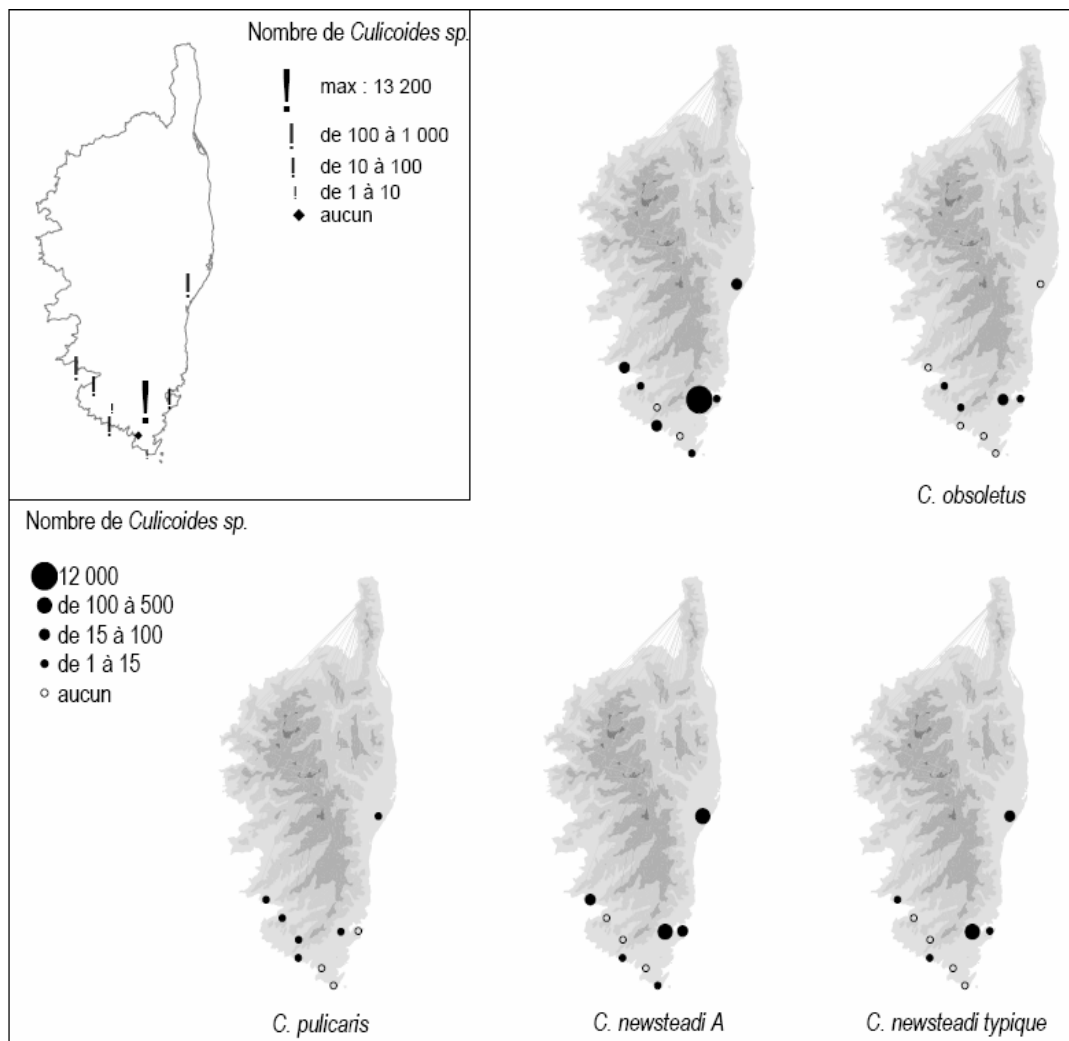 Nombre de Culicoides sp.
max : 13 200
de 100 à 1 000
de 10 à 100
de 1 à 10
aucun
C. obsoletus
Nombre de Culicoides sp.
12 000
de 100 à 500
de 15 à 100
de 1 à 15
aucun
C. pulicaris
C. newsteadi A
C. newsteadi typique